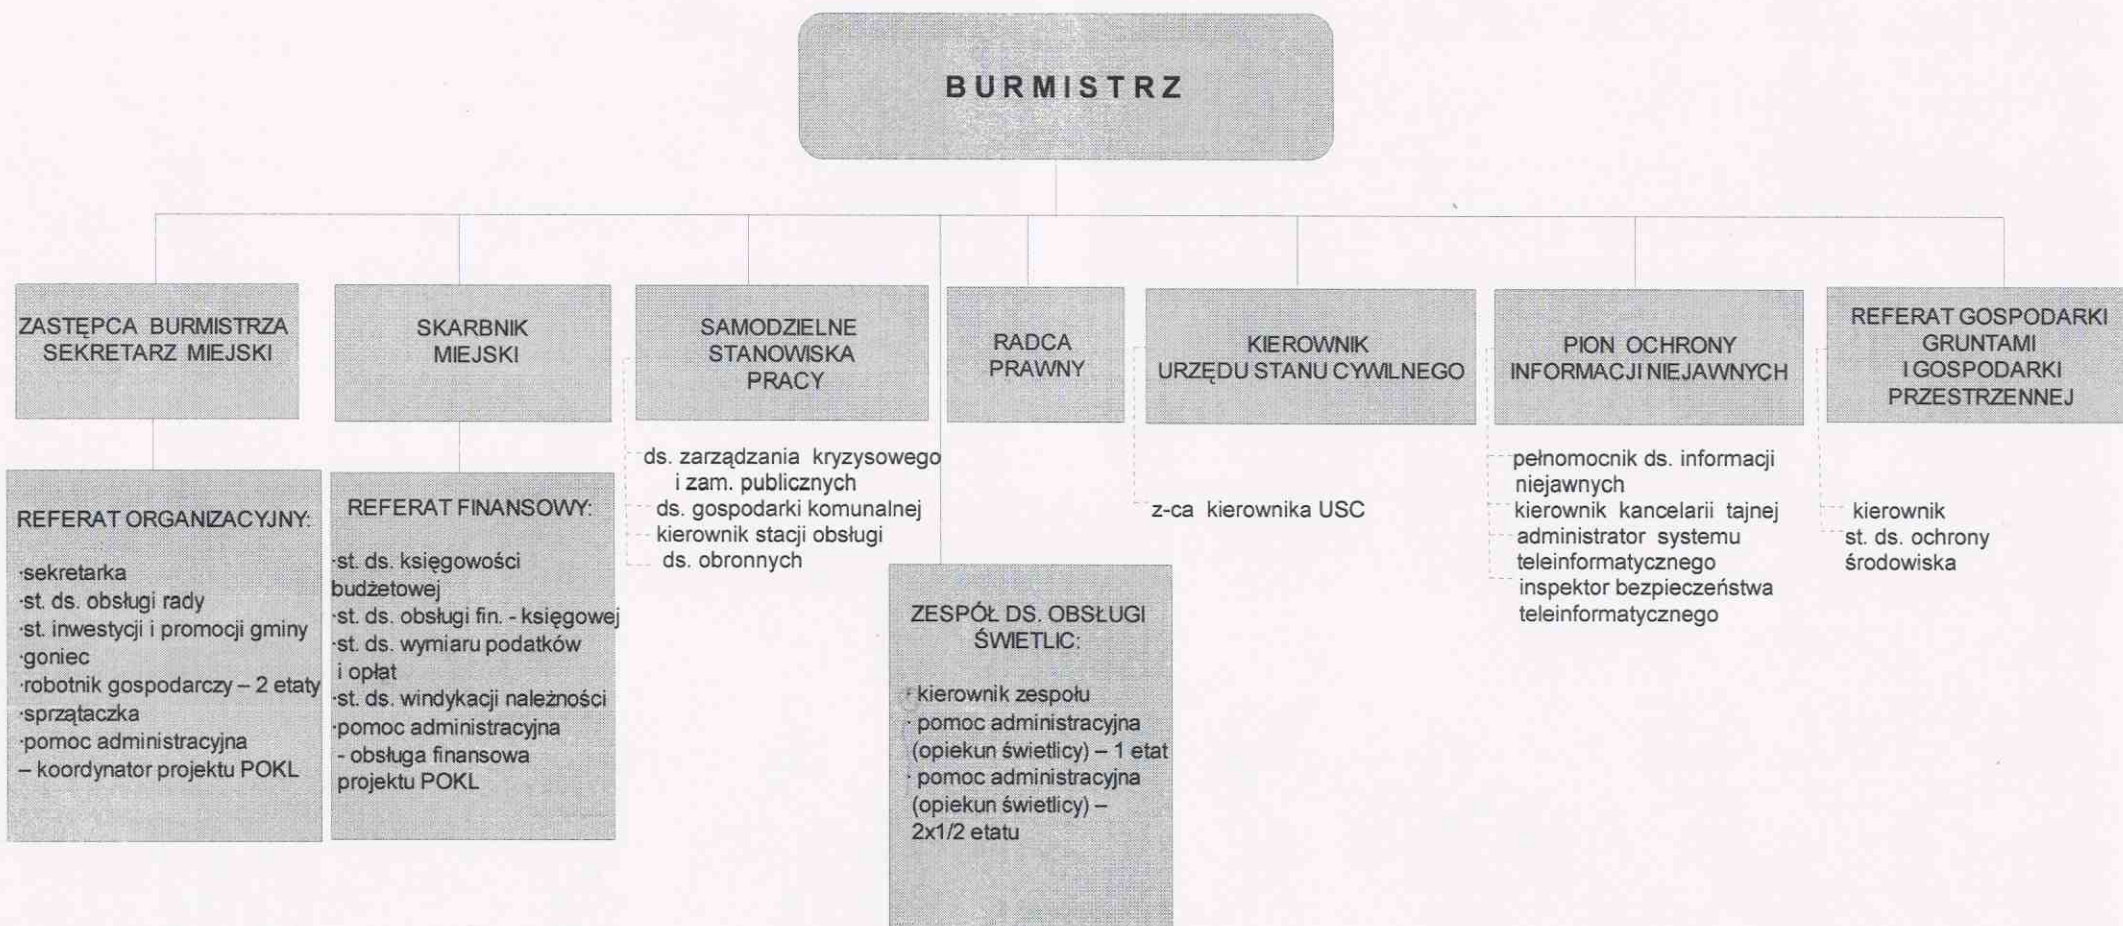 BURMISTRZ
ZASTĘPCA BURMISTRZA
SEKRETARZ MIEJSKI
SKARBNIK
MIEJSKI
SAMODZIELNE
STANOWISKA
PRACY
RADCA
PRAWNY
KIEROWNIK
URZĘDU STANU CYWILNEGO
PION OCHRONY
INFORMACJI NIEJAWNYCH
REFERAT GOSPODARKI
GRUNTAMI
I GOSPODARKI
PRZESTRZENNEJ
REFERAT ORGANIZACYJNY:
·sekretarka
·st. ds. obsługi rady
·st. inwestycji i promocji gminy
·goniec
·robotnik gospodarczy – 2 etaty
·sprzątaczka
·pomoc administracyjna
– koordynator projektu POKL
REFERAT FINANSOWY:
·st. ds. księgowości
budżetowej
·st. ds. obsługi fin. - księgowej
·st. ds. wymiaru podatków
i opłat
·st. ds. windykacji należności
·pomoc administracyjna
- obsługa finansowa
projektu POKL
ds. zarządzania kryzysowego
i zam. publicznych
ds. gospodarki komunalnej
kierownik stacji obsługi
ds. obronnych
ZESPÓŁ DS. OBSŁUGI
ŚWIETLIC:
· kierownik zespołu
· pomoc administracyjna
(opiekun świetlicy) – 1 etat
· pomoc administracyjna
(opiekun świetlicy) –
2x1/2 etatu
z-ca kierownika USC
pełnomocnik ds. informacji
niejawnych
kierownik kancelarii tajnej
administrator systemu
teleinformatycznego
inspektor bezpieczeństwa
teleinformatycznego
kierownik
st. ds. ochrony
środowiska